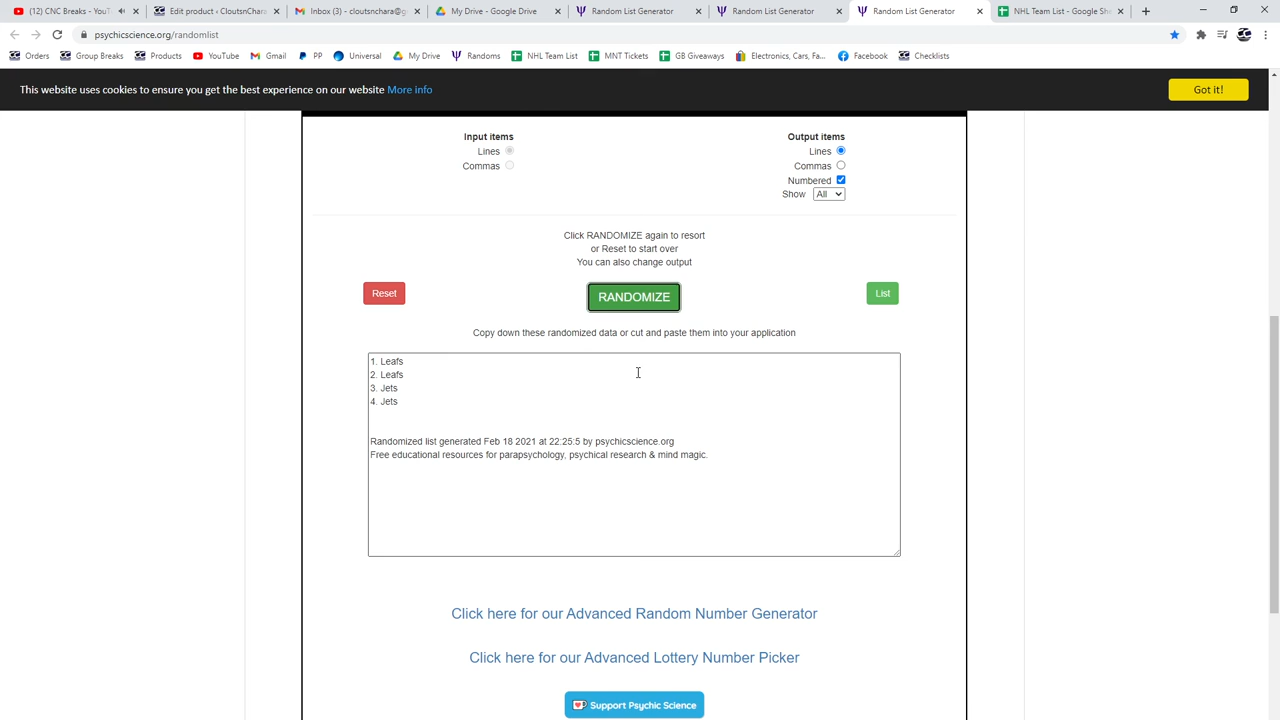 (12) CNC Breaks - YouT
Edit product ‹ CloutsnChara
Inbox (3) - cloutsnchara@g
My Drive - Google Drive
Random List Generator
Random List Generator
Random List Generator
NHL Team List - Google She
psychicscience.org/randomlist
Orders
Group Breaks
Products
YouTube
Gmail
PP
Universal
My Drive
Randoms
NHL Team List
MNT Tickets
GB Giveaways
Electronics, Cars, Fa...
Facebook
Checklists
This website uses cookies to ensure you get the best experience on our website More info
Got it!
Input items
Lines
Commas
Output items
Lines
Commas
Numbered
Show All
Click RANDOMIZE again to resort
or Reset to start over
You can also change output
Reset
RANDOMIZE
List
Copy down these randomized data or cut and paste them into your application
1. Leafs
2. Leafs
3. Jets
4. Jets
Randomized list generated Feb 18 2021 at 22:25:5 by psychicscience.org
Free educational resources for parapsychology, psychical research & mind magic.
Click here for our Advanced Random Number Generator
Click here for our Advanced Lottery Number Picker
Support Psychic Science